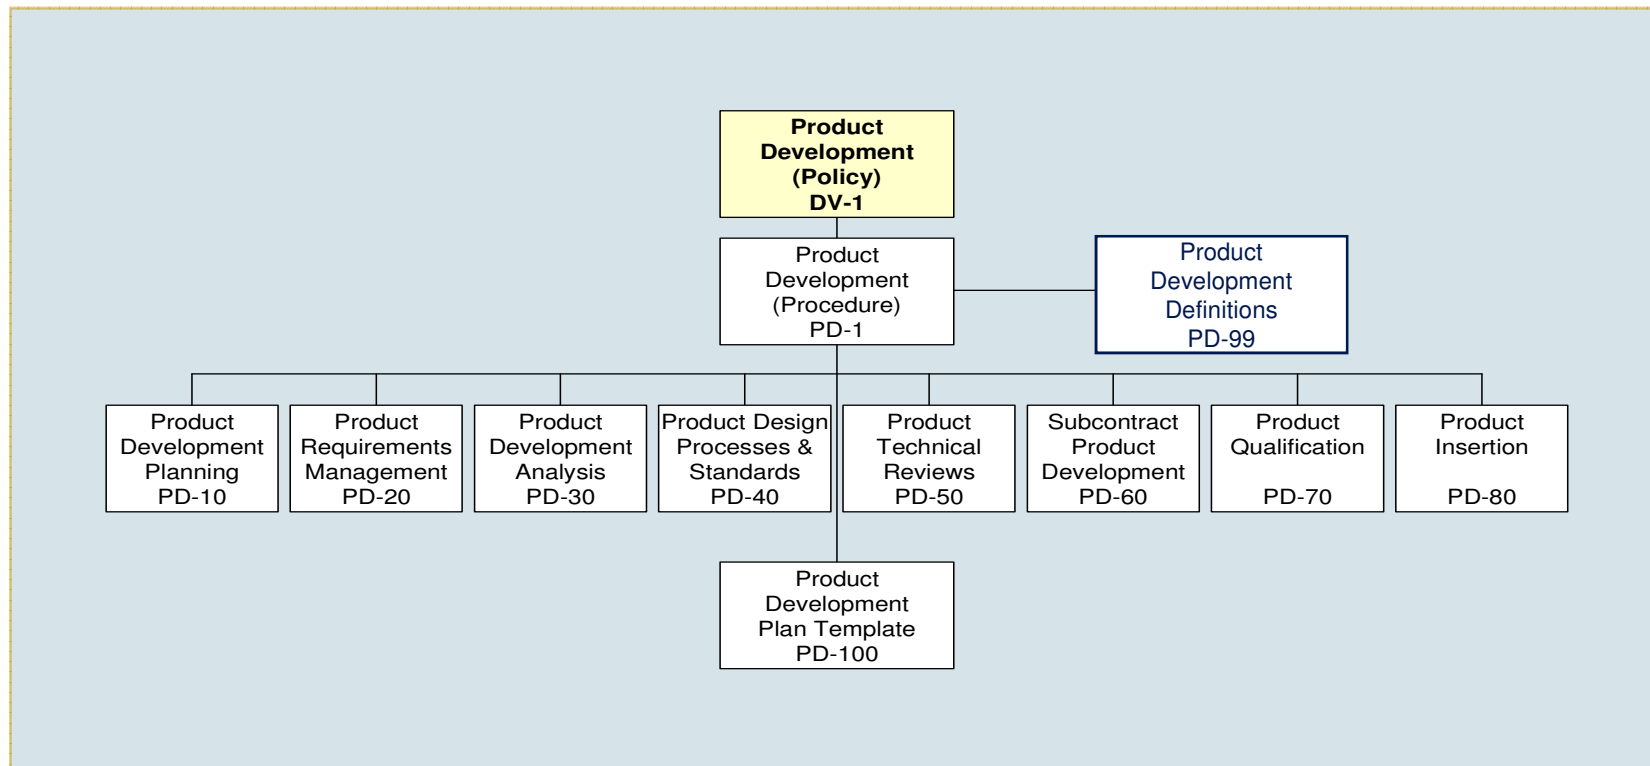 Product
Development
(Policy)
DV-1
Product
Development
(Procedure)
PD-1
Product
Development
Definitions
PD-99
Product
Development
Planning
PD-10
Product
Requirements
Management
PD-20
Product
Development
Analysis
PD-30
Product Design
Processes &
Standards
PD-40
Product
Technical
Reviews
PD-50
Subcontract
Product
Development
PD-60
Product
Qualification
PD-70
Product
Insertion
PD-80
Product
Development
Plan Template
PD-100